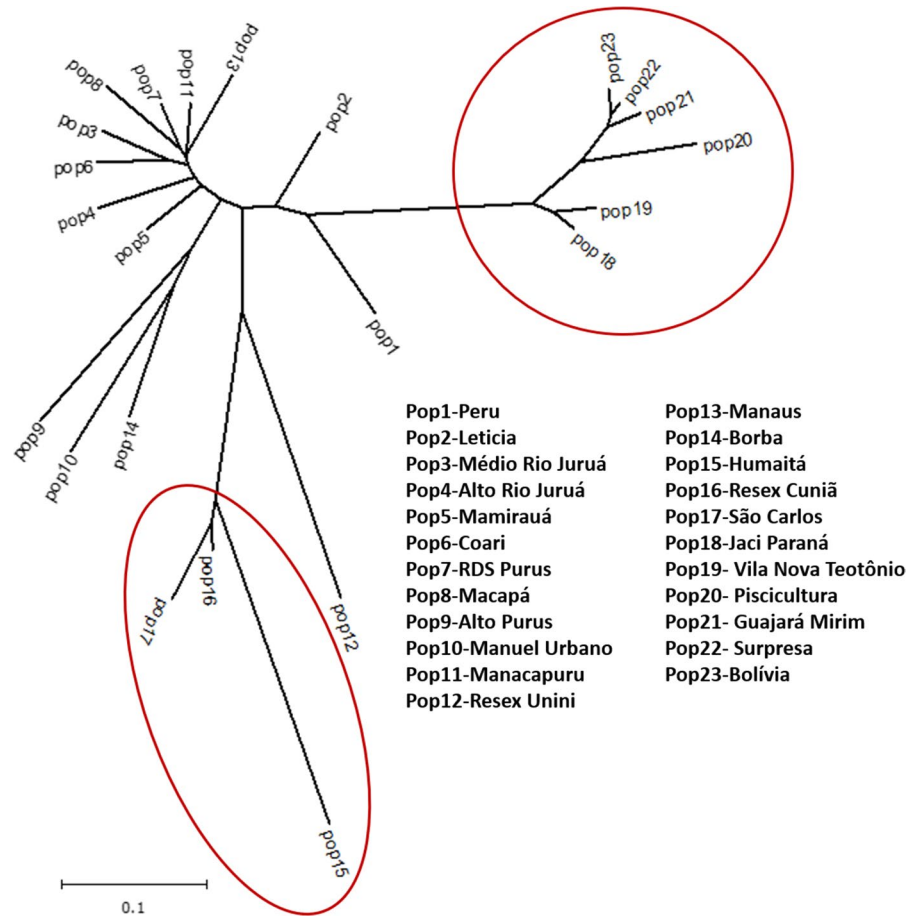 pop13
pop11
pop7
pop8
pop3
pop6
pop4
pop5
pop2
pop23
pop22
pop21
pop20
pop19
pop18
pop1
pop9
pop10
pop14
pop17
pop16
pop12
pop15
Pop1-Peru
Pop2-Leticia
Pop3-Médio Rio Juruá
Pop4-Alto Rio Juruá
Pop5-Mamirauá
Pop6-Coari
Pop7-RDS Purus
Pop8-Macapá
Pop9-Alto Purus
Pop10-Manuel Urbano
Pop11-Manacapuru
Pop12-Resex Unini
Pop13-Manaus
Pop14-Borba
Pop15-Humaitá
Pop16-Resex Cuniã
Pop17-São Carlos
Pop18-Jaci Paraná
Pop19- Vila Nova Teotônio
Pop20- Piscicultura
Pop21- Guajará Mirim
Pop22- Surpresa
Pop23-Bolívia
0.1